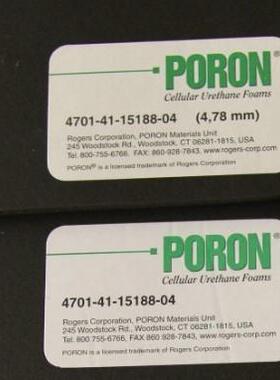 PORON®
Cellular Urethane Foams
4701-41-15188-04 (4,78 mm)
Rogers Corporation, PORON Materials Unit
245 Woodstock Rd., Woodstock, CT 06281-1815, USA
Tel. 800-755-6766, FAX: 860-928-7843, www.rogers-corp.com
PORON® is a licensed trademark of Rogers Corporation.
PORON
Cellular Urethane Foams
4701-41-15188-04
Rogers Corporation, PORON Materials Unit
245 Woodstock Rd., Woodstock, CT 06281-1815, USA
Tel. 800-755-6766, FAX: 860-928-7843, www.rogers-corp.com
PORON® is a licensed trademark of Rogers Corporation.